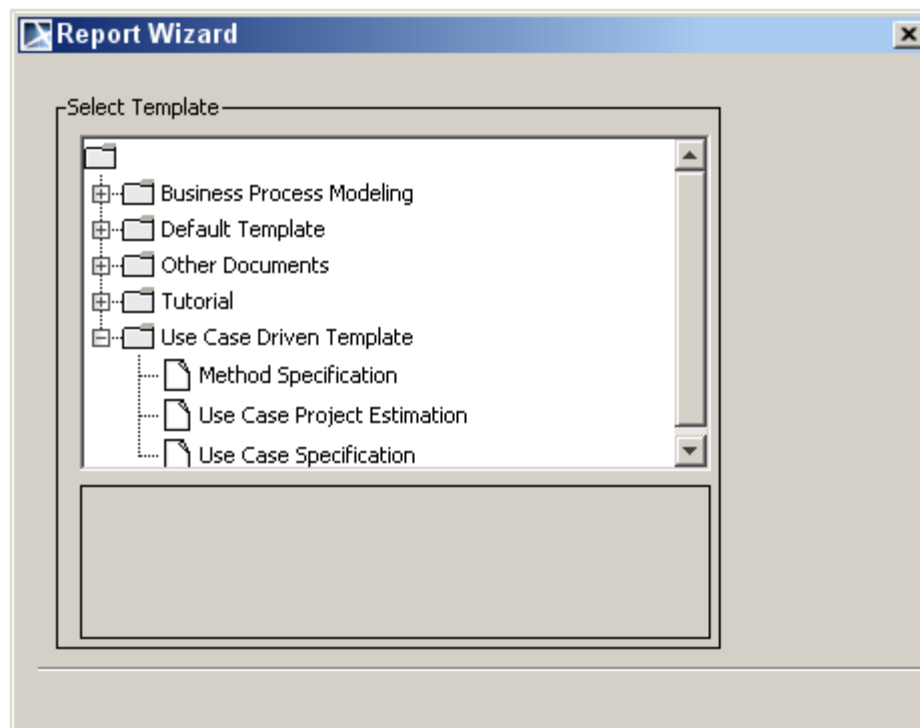 Report Wizard
Select Template
Business Process Modeling
Default Template
Other Documents
Tutorial
Use Case Driven Template
Method Specification
Use Case Project Estimation
Use Case Specification